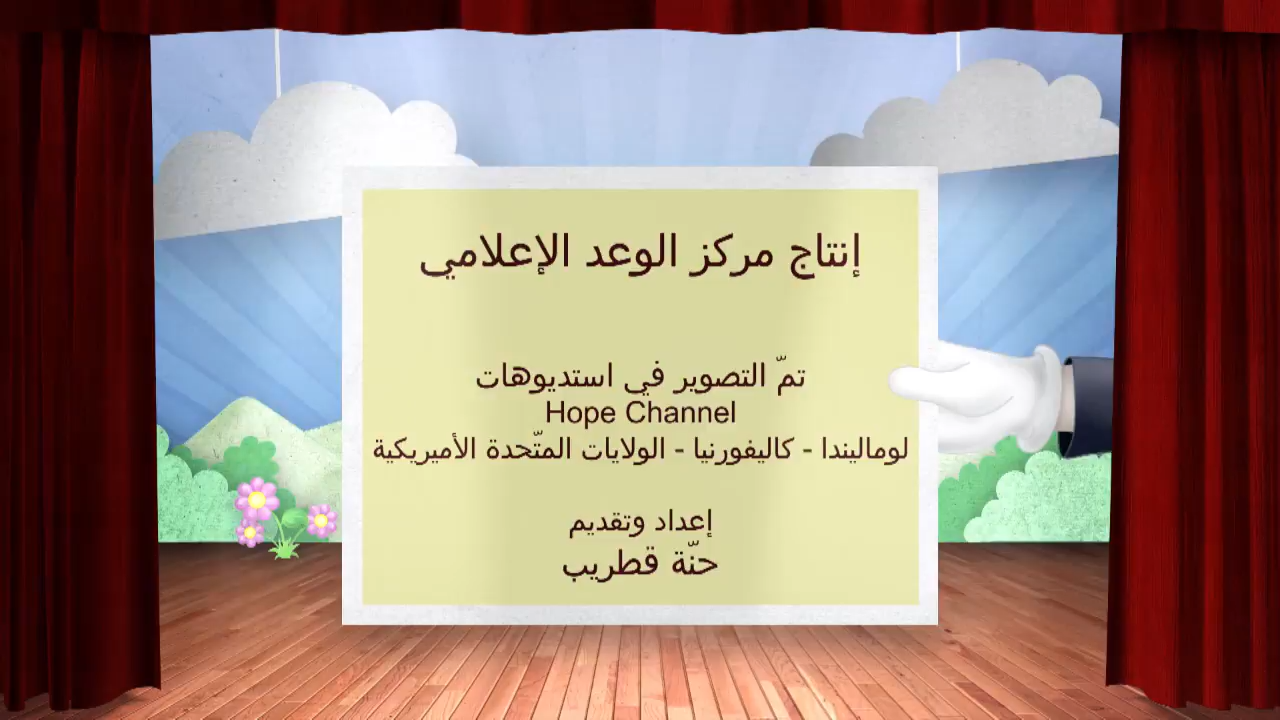 إنتاج مركز الوعد الإعلامي
تمّ التصوير في استديوهات
Hope Channel
لوماليندا - كاليفورنيا - الولايات المتّحدة الأميريكية
إعداد وتقديم
حنّة قطريب